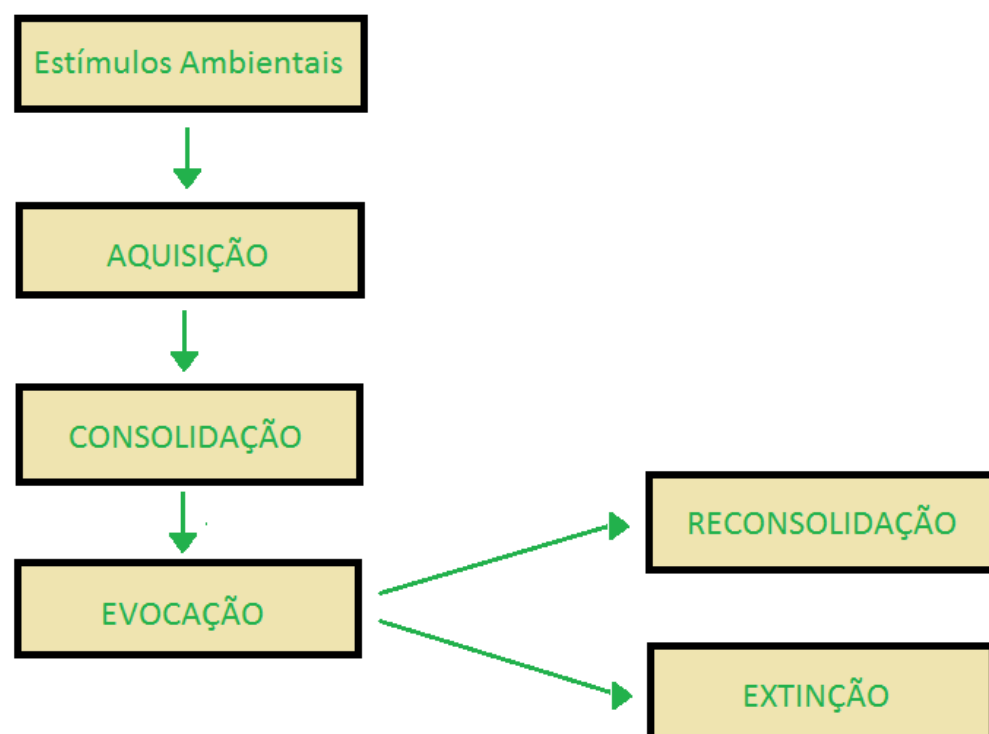 Estímulos Ambientais
AQUISIÇÃO
CONSOLIDAÇÃO
EVOCAÇÃO
RECONSOLIDAÇÃO
EXTINÇÃO